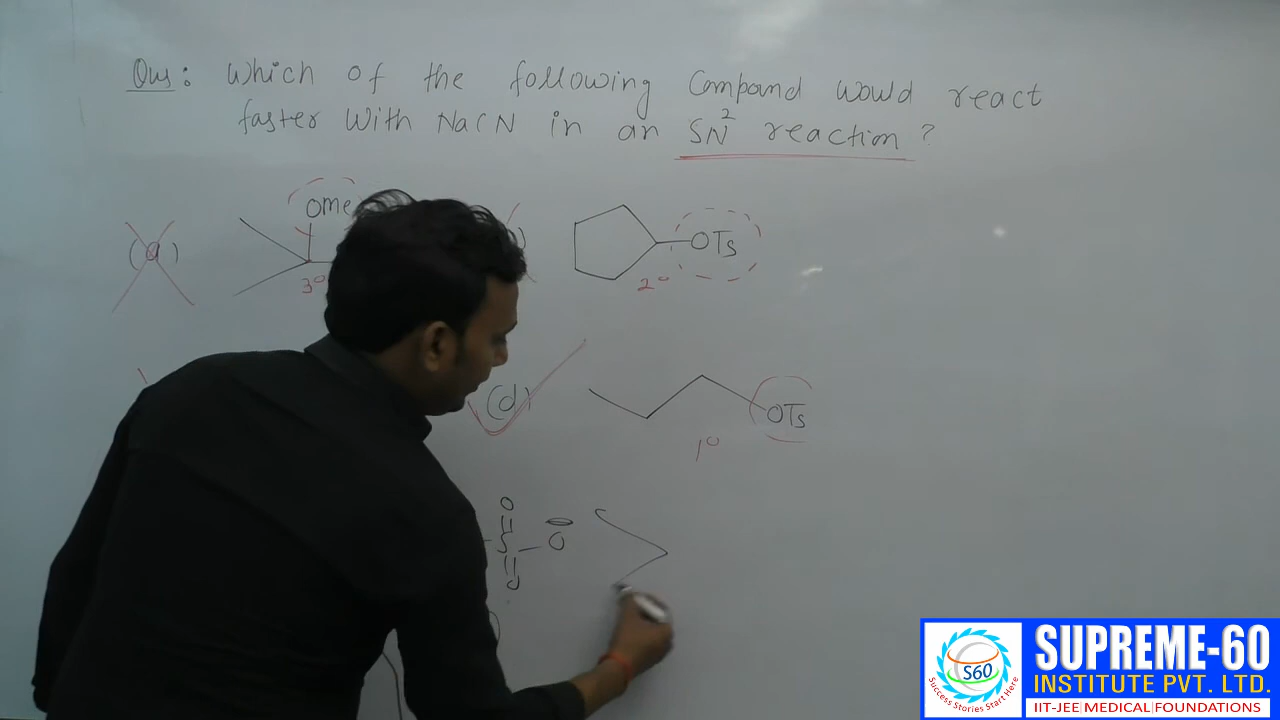 Qus: Which of the following Compound would react
faster With NaCN in an SN² reaction ?
(a)
OMe
3°
)
OTs
2°
(d)
OTs
1°
O
S
O
O
S60
Success Stories Start Here
SUPREME-60
INSTITUTE PVT. LTD.
IIT-JEE MEDICAL FOUNDATIONS